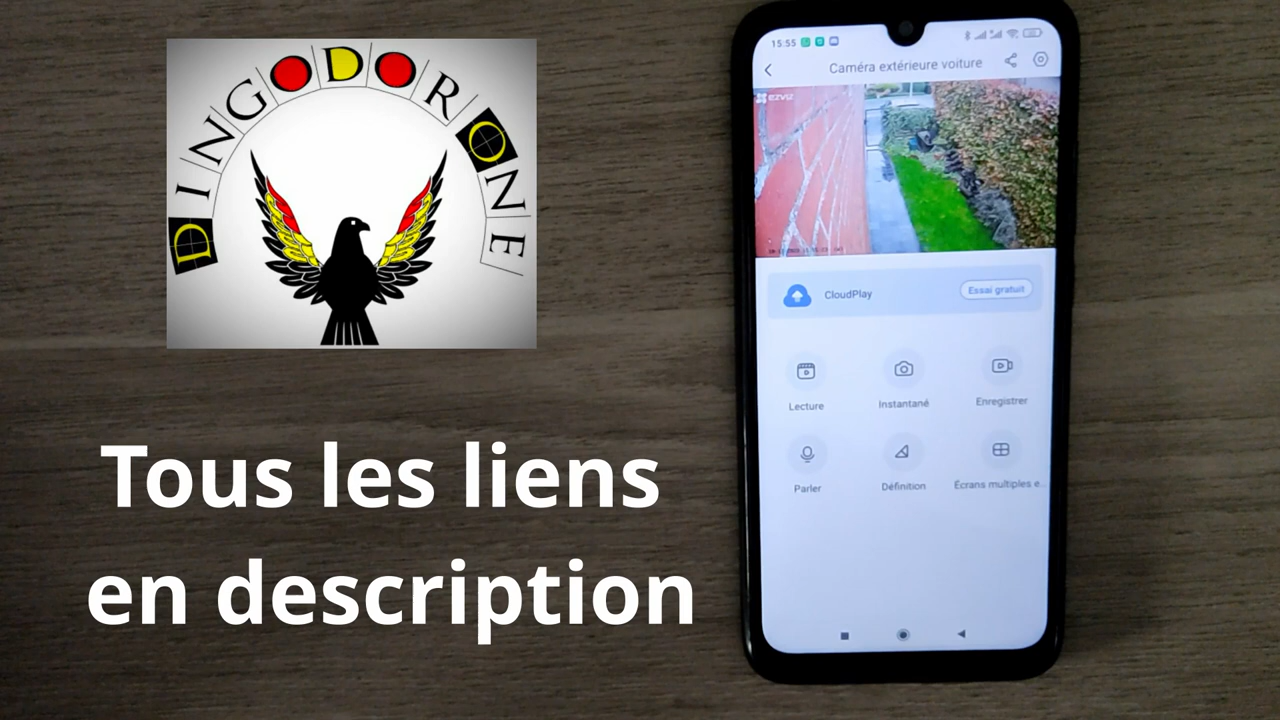 DINGODORONE
Tous les liens
en description
15:55
Caméra extérieure voiture
ezviz
CloudPlay
Essai gratuit
Lecture
Instantané
Enregistrer
Parler
Définition
Écrans multiples e...